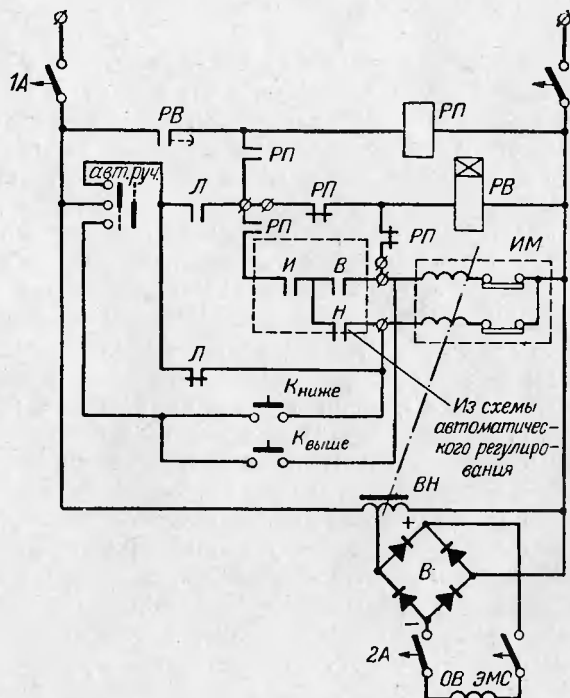 1А
РВ
РП
РП
авт.
руч.
Л
РП
РВ
РП
РП
ИМ
И
В
Н
Л
Книже
Из схемы
автоматичес-
кого регулиро-
вания
Квыше
ВН
+
В
−
2А
ОВ ЭМС